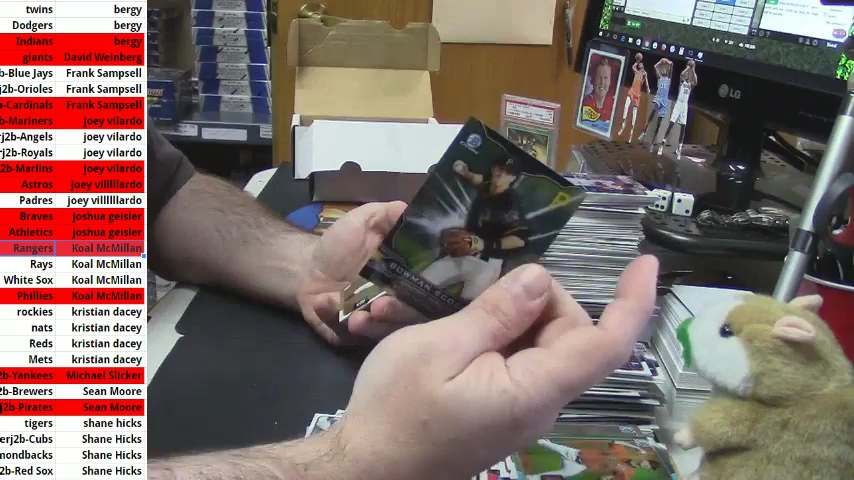 twins bergy
Dodgers bergy
Indians bergy
giants David Weinberg
b-Blue Jays Frank Sampsell
j2b-Orioles Frank Sampsell
b-Cardinals Frank Sampsell
b-Mariners joey vilardo
rj2b-Angels joey vilardo
rj2b-Royals joey vilardo
j2b-Marlins joey vilardo
Astros joey villlllardo
Padres joey villlllardo
Braves joshua geisler
Athletics joshua geisler
Rangers Koal McMillan
Rays Koal McMillan
White Sox Koal McMillan
Phillies Koal McMillan
rockies kristian dacey
nats kristian dacey
Reds kristian dacey
Mets kristian dacey
2b-Yankees Michael Slicker
2b-Brewers Sean Moore
j2b-Pirates Sean Moore
tigers shane hicks
erj2b-Cubs Shane Hicks
mondbacks Shane Hicks
2b-Red Sox Shane Hicks
LG
P
BOWMAN SCO